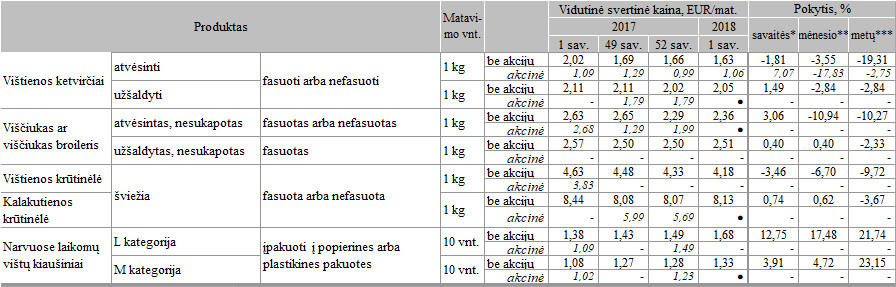 Produktas Matavimo vnt. Vidutinė svertinė kaina, EUR/mat. Pokytis, %
2017 2018 savaitės* mėnesio** metų***
1 sav. 49 sav. 52 sav. 1 sav.
Vištienos ketvirčiai atvėsinti fasuoti arba nefasuoti 1 kg be akcijų 2,02 1,69 1,66 1,63 -1,81 -3,55 -19,31
akcinė 1,09 1,29 0,99 1,06 7,07 -17,83 -2,75
užšaldyti 1 kg be akcijų 2,11 2,11 2,02 2,05 1,49 -2,84 -2,84
akcinė - 1,79 1,79 ● - - -
Viščiukas ar viščiukas broileris atvėsintas, nesukapotas fasuotas arba nefasuotas 1 kg be akcijų 2,63 2,65 2,29 2,36 3,06 -10,94 -10,27
akcinė 2,68 1,29 1,99 ● - - -
užšaldytas, nesukapotas fasuotas 1 kg be akcijų 2,57 2,50 2,50 2,51 0,40 0,40 -2,33
akcinė - - - - - - -
Vištienos krūtinėlė šviežia fasuota arba nefasuota 1 kg be akcijų 4,63 4,48 4,33 4,18 -3,46 -6,70 -9,72
akcinė 3,83 - - - - - -
Kalakutienos krūtinėlė 1 kg be akcijų 8,44 8,08 8,07 8,13 0,74 0,62 -3,67
akcinė - 5,99 5,69 ● - - -
Narvuose laikomų vištų kiaušiniai L kategorija įpakuoti į popierines arba plastikines pakuotes 10 vnt. be akcijų 1,38 1,43 1,49 1,68 12,75 17,48 21,74
akcinė 1,09 - 1,49 - - - -
M kategorija 10 vnt. be akcijų 1,08 1,27 1,28 1,33 3,91 4,72 23,15
akcinė 1,02 - 1,23 ● - - -